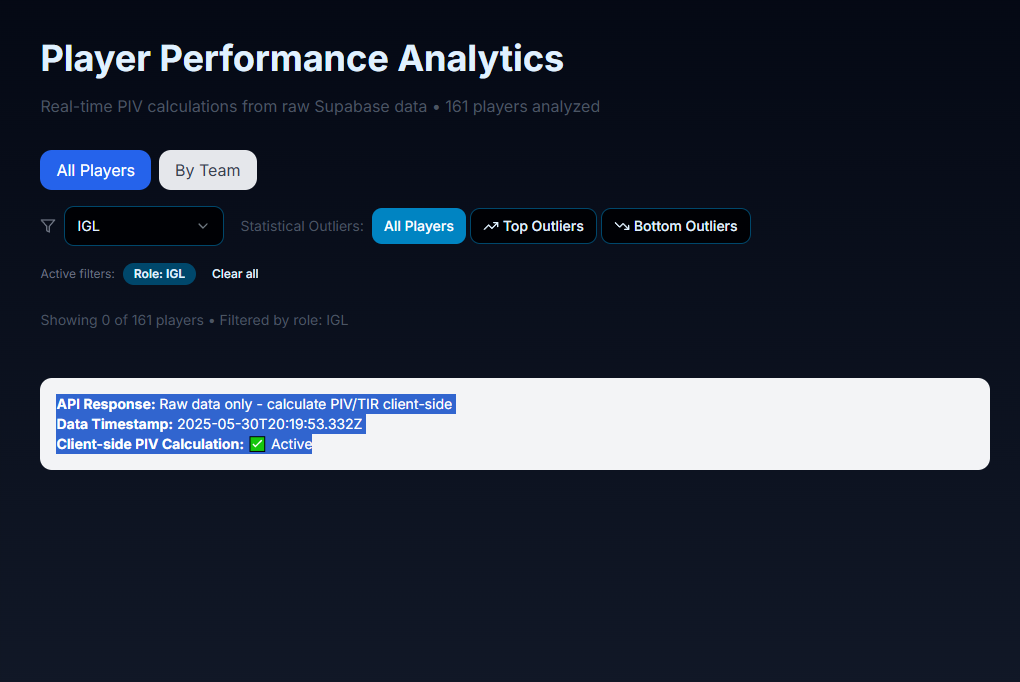 Player Performance Analytics
Real-time PIV calculations from raw Supabase data • 161 players analyzed
All Players By Team
IGL Statistical Outliers: All Players Top Outliers Bottom Outliers
Active filters: Role: IGL Clear all
Showing 0 of 161 players • Filtered by role: IGL
API Response: Raw data only - calculate PIV/TIR client-side
Data Timestamp: 2025-05-30T20:19:53.332Z
Client-side PIV Calculation: ✅ Active